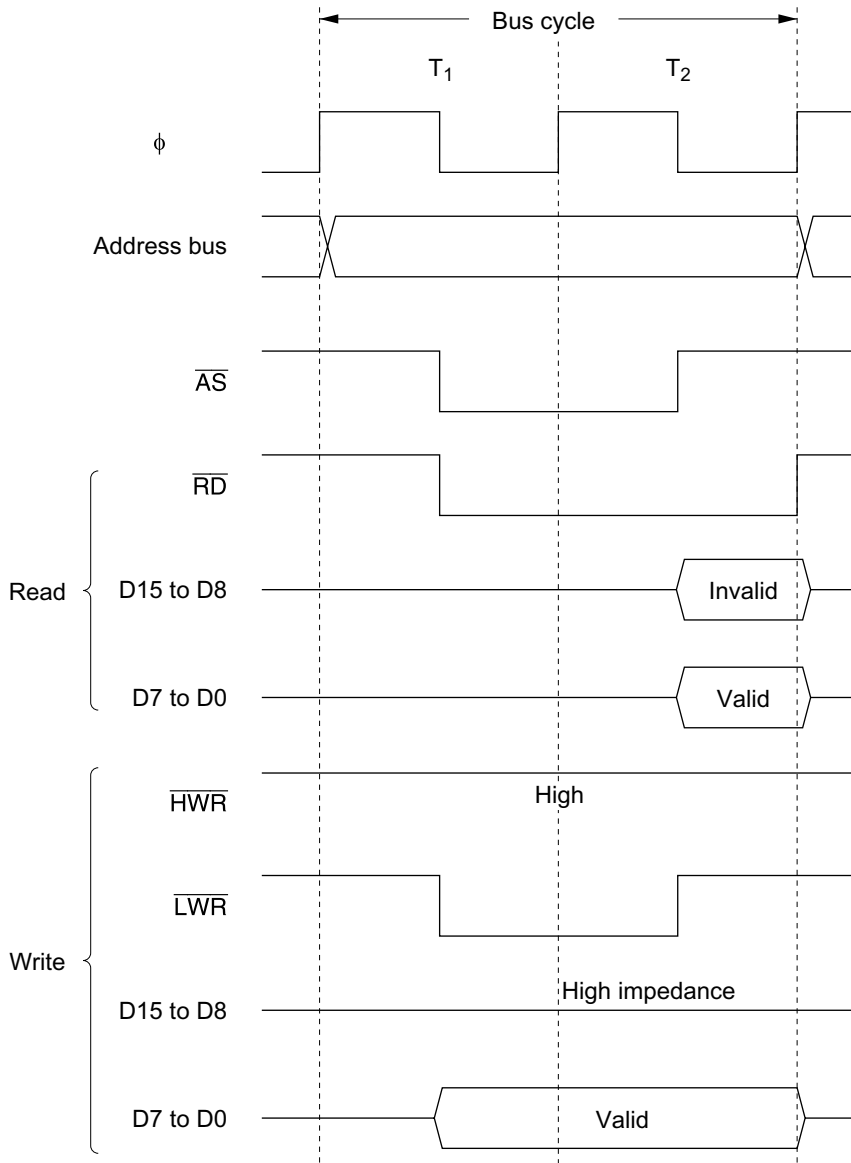 Bus cycle
T1 T2
ϕ
Address bus
AS
RD
Read
D15 to D8 Invalid
D7 to D0 Valid
HWR High
LWR
Write
D15 to D8 High impedance
D7 to D0 Valid